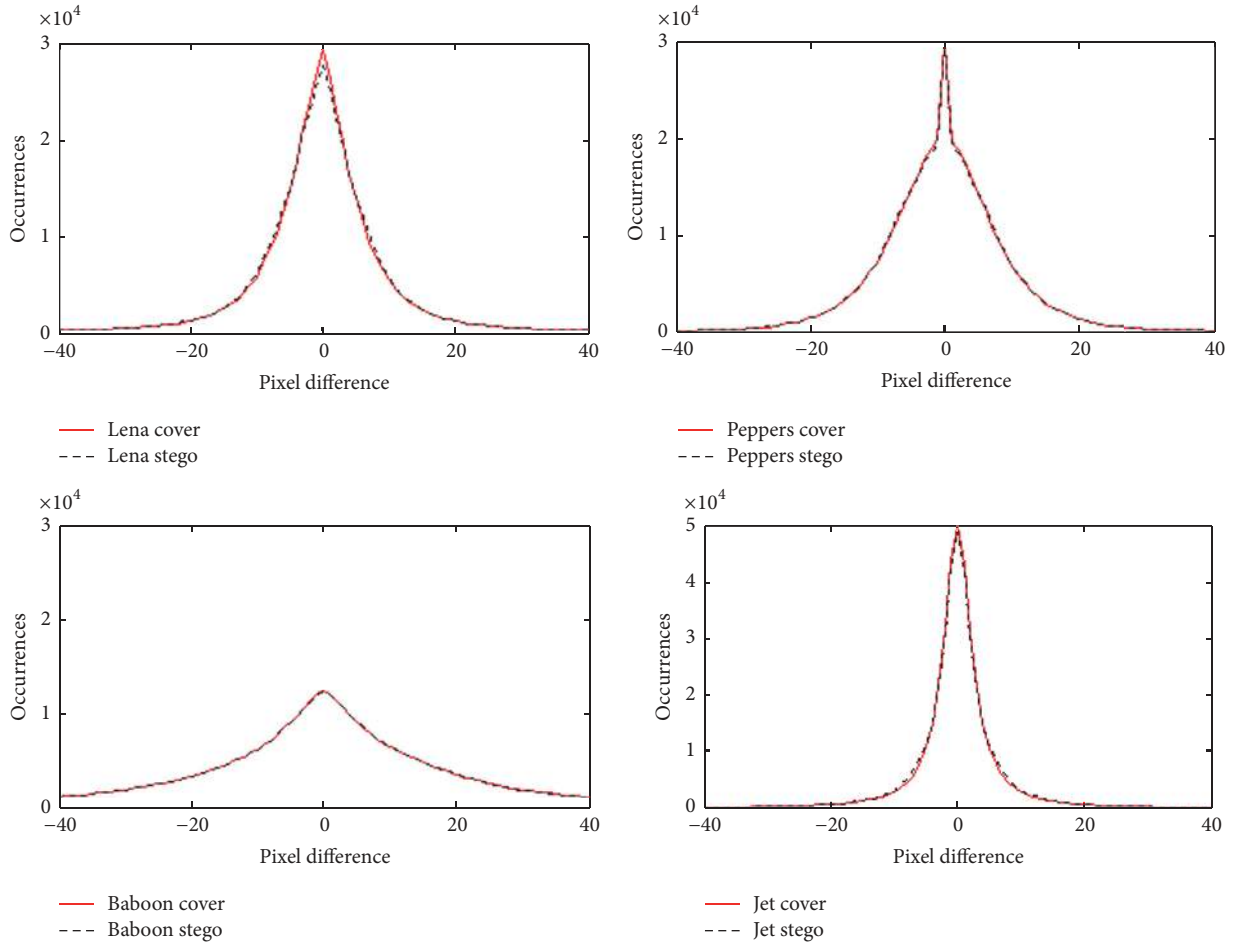 ×10⁴
3
2
1
0
Occurrences
−40 −20 0 20 40
Pixel difference
Lena cover
Lena stego
×10⁴
3
2
1
0
Occurrences
−40 −20 0 20 40
Pixel difference
Peppers cover
Peppers stego
×10⁴
3
2
1
0
Occurrences
−40 −20 0 20 40
Pixel difference
Baboon cover
Baboon stego
×10⁴
5
4
3
2
1
0
Occurrences
−40 −20 0 20 40
Pixel difference
Jet cover
Jet stego